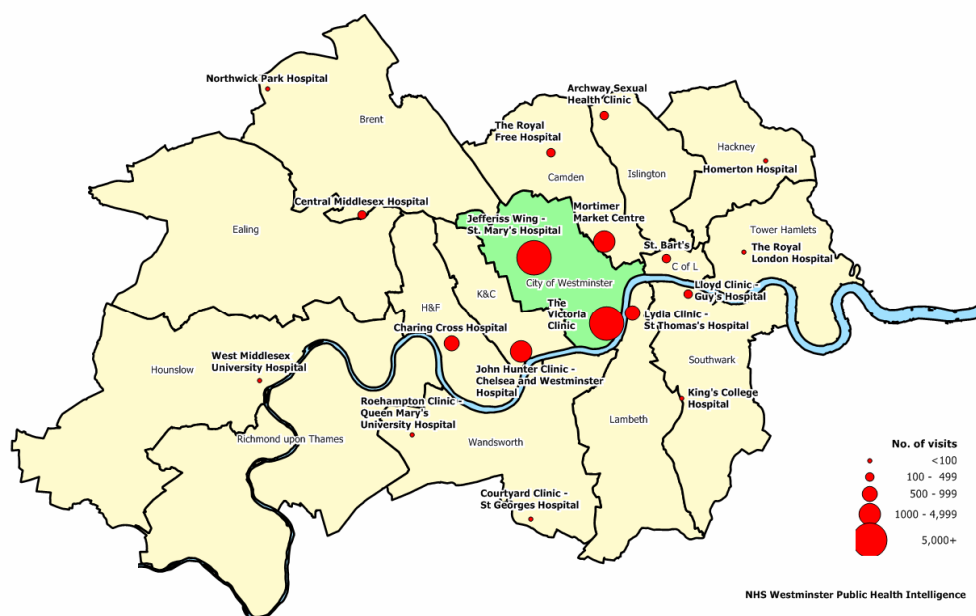 Northwick Park Hospital
Brent
Archway Sexual
Health Clinic
The Royal
Free Hospital
Camden
Islington
Hackney
Homerton Hospital
Central Middlesex Hospital
Ealing
Jefferiss Wing -
St. Mary's Hospital
Mortimer
Market Centre
Tower Hamlets
St. Bart's
The Royal
London Hospital
C of L
City of Westminster
K&C
H&F
Lloyd Clinic -
Guy's Hospital
The
Victoria
Clinic
Lydia Clinic -
St Thomas's Hospital
Charing Cross Hospital
John Hunter Clinic -
Chelsea and Westminster
Hospital
Southwark
Hounslow
West Middlesex
University Hospital
King's College
Hospital
Roehampton Clinic -
Queen Mary's
University Hospital
Richmond upon Thames
Wandsworth
Lambeth
Courtyard Clinic -
St Georges Hospital
No. of visits
<100
100 - 499
500 - 999
1000 - 4,999
5,000+
NHS Westminster Public Health Intelligence